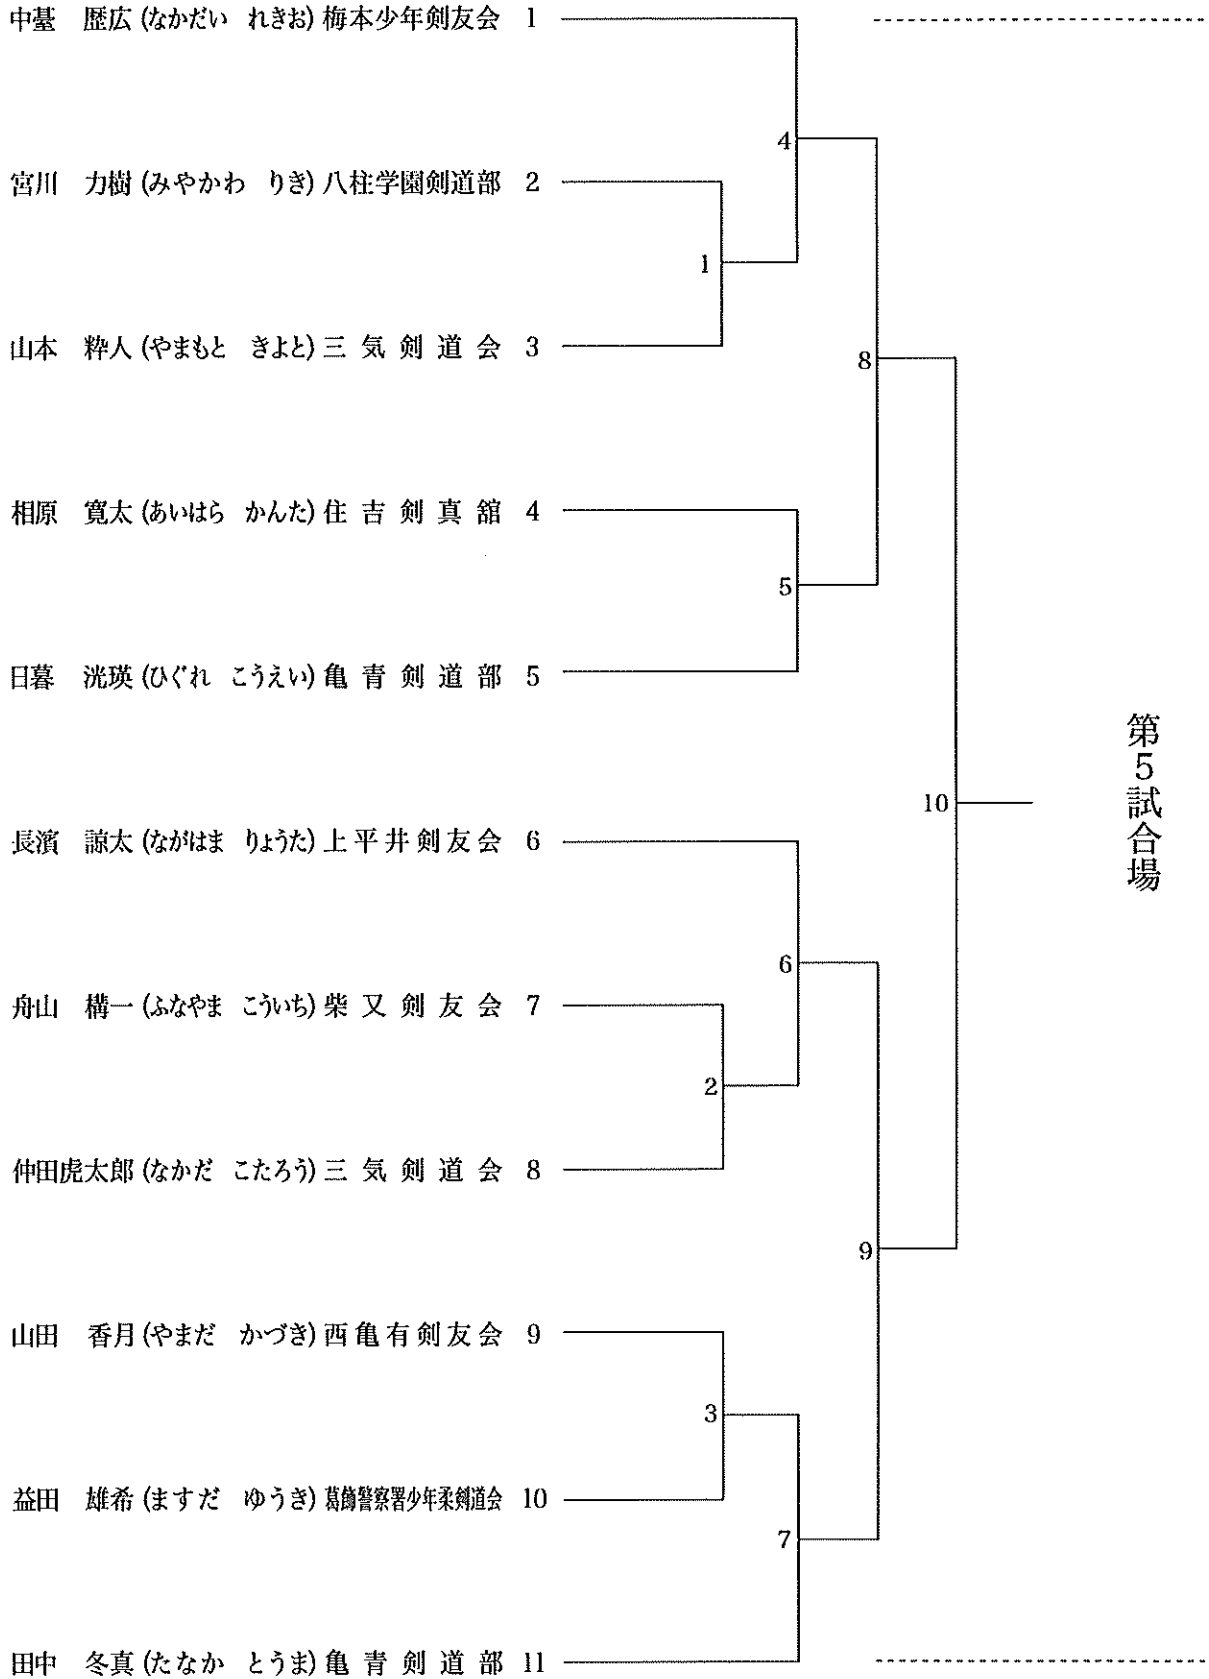 中䑓 歴広 (なかだい れきお) 梅本少年剣友会 1
4
宮川 力樹 (みやかわ りき) 八柱学園剣道部 2
1
山本 粋人 (やまもと きよと) 三気剣道会 3
8
相原 寛太 (あいはら かんた) 住吉剣真舘 4
5
日暮 洸瑛 (ひぐれ こうえい) 亀青剣道部 5
第5試合場
10
長濱 諒太 (ながはま りょうた) 上平井剣友会 6
6
舟山 構一 (ふなやま こういち) 柴又剣友会 7
2
仲田虎太郎 (なかだ こたろう) 三気剣道会 8
9
山田 香月 (やまだ かづき) 西亀有剣友会 9
3
益田 雄希 (ますだ ゆうき) 葛飾警察署少年柔剣道会 10
7
田中 冬真 (たなか とうま) 亀青剣道部 11